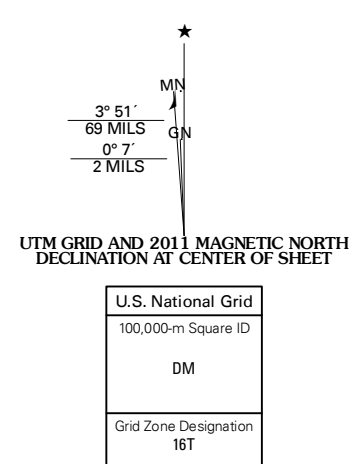 ★
MN
3° 51´
69 MILS
GN
0° 7´
2 MILS
UTM GRID AND 2011 MAGNETIC NORTH
DECLINATION AT CENTER OF SHEET
U.S. National Grid
100,000-m Square ID
DM
Grid Zone Designation
16T